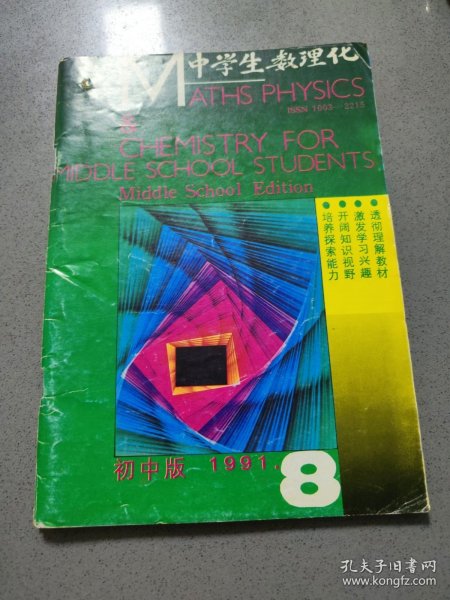 中学生数理化
MATHS PHYSICS
ISSN 1003—2215
&
CHEMISTRY FOR
MIDDLE SCHOOL STUDENTS
Middle School Edition
透彻理解教材
激发学习兴趣
开阔知识视野
培养探索能力
初中版 1991.
8
孔夫子旧书网
www.kongfz.com